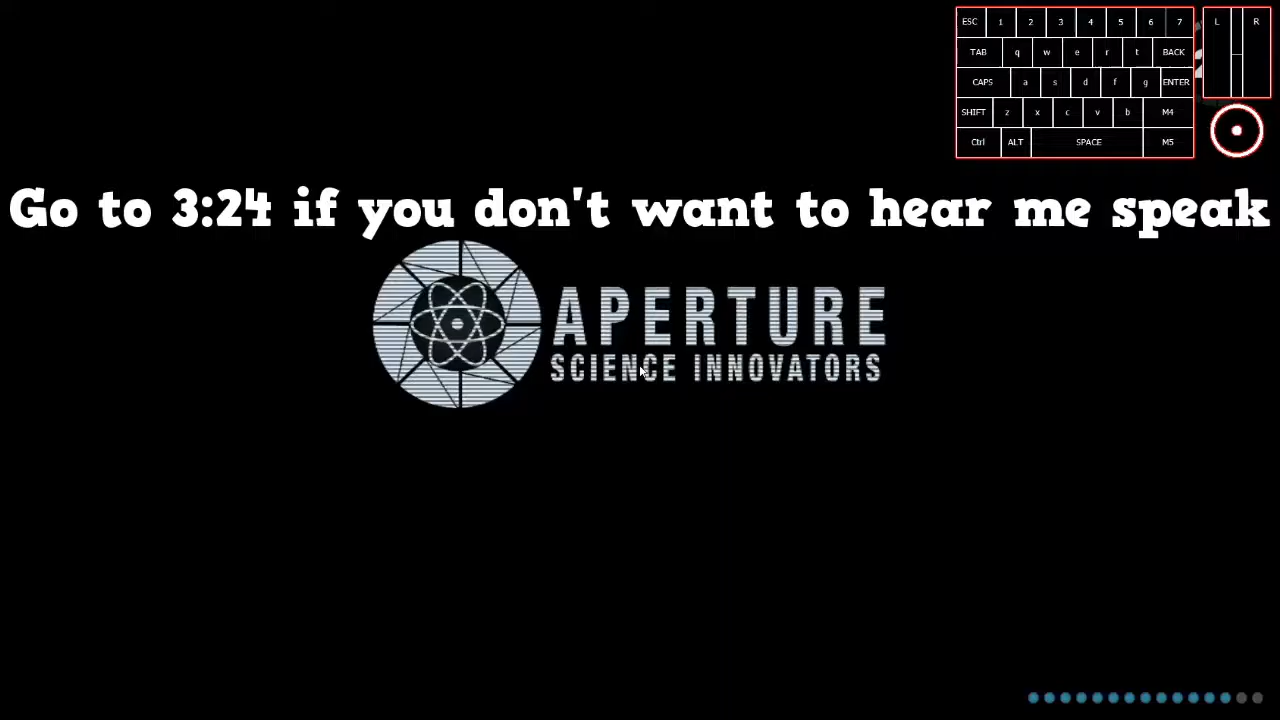 ESC 1 2 3 4 5 6 7 L R
TAB q w e r t BACK
CAPS a s d f g ENTER
SHIFT z x c v b M4
Ctrl ALT SPACE M5
Go to 3:24 if you don't want to hear me speak
APERTURE
SCIENCE INNOVATORS